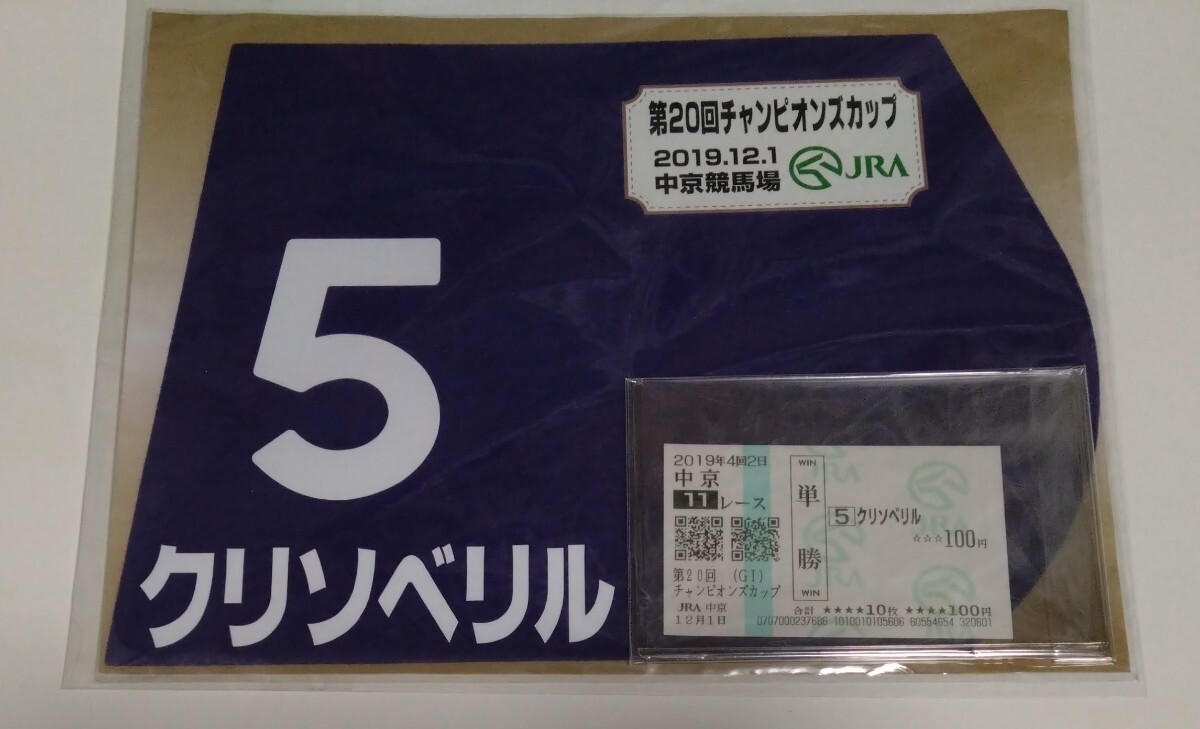 第20回チャンピオンズカップ
2019.12.1
中京競馬場
JRA
5
クリソベリル
2019年4回2日
中京
11レース
第20回 (GⅠ)
チャンピオンズカップ
JRA 中京
12月1日
WIN
単勝
WIN
5 クリソベリル
☆☆☆100円
合計 ★★★★10枚 ★★★★100円
0707000237686 1010010105606 60554654 320601
JRA